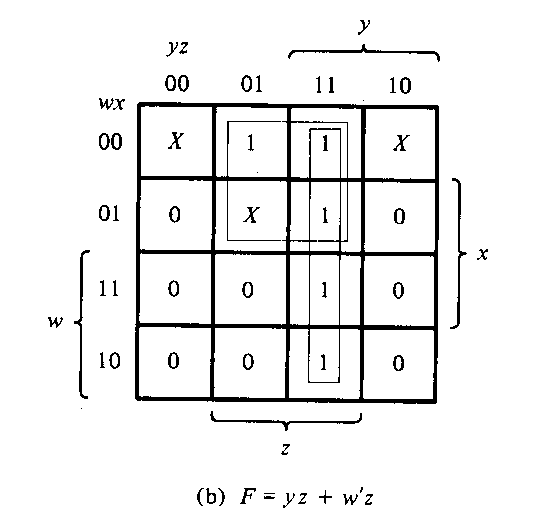 y
yz
00 01 11 10
wx
00 X 1 1 X
01 0 X 1 0
x
11 0 0 1 0
w
10 0 0 1 0
z
(b) F = yz + w'z